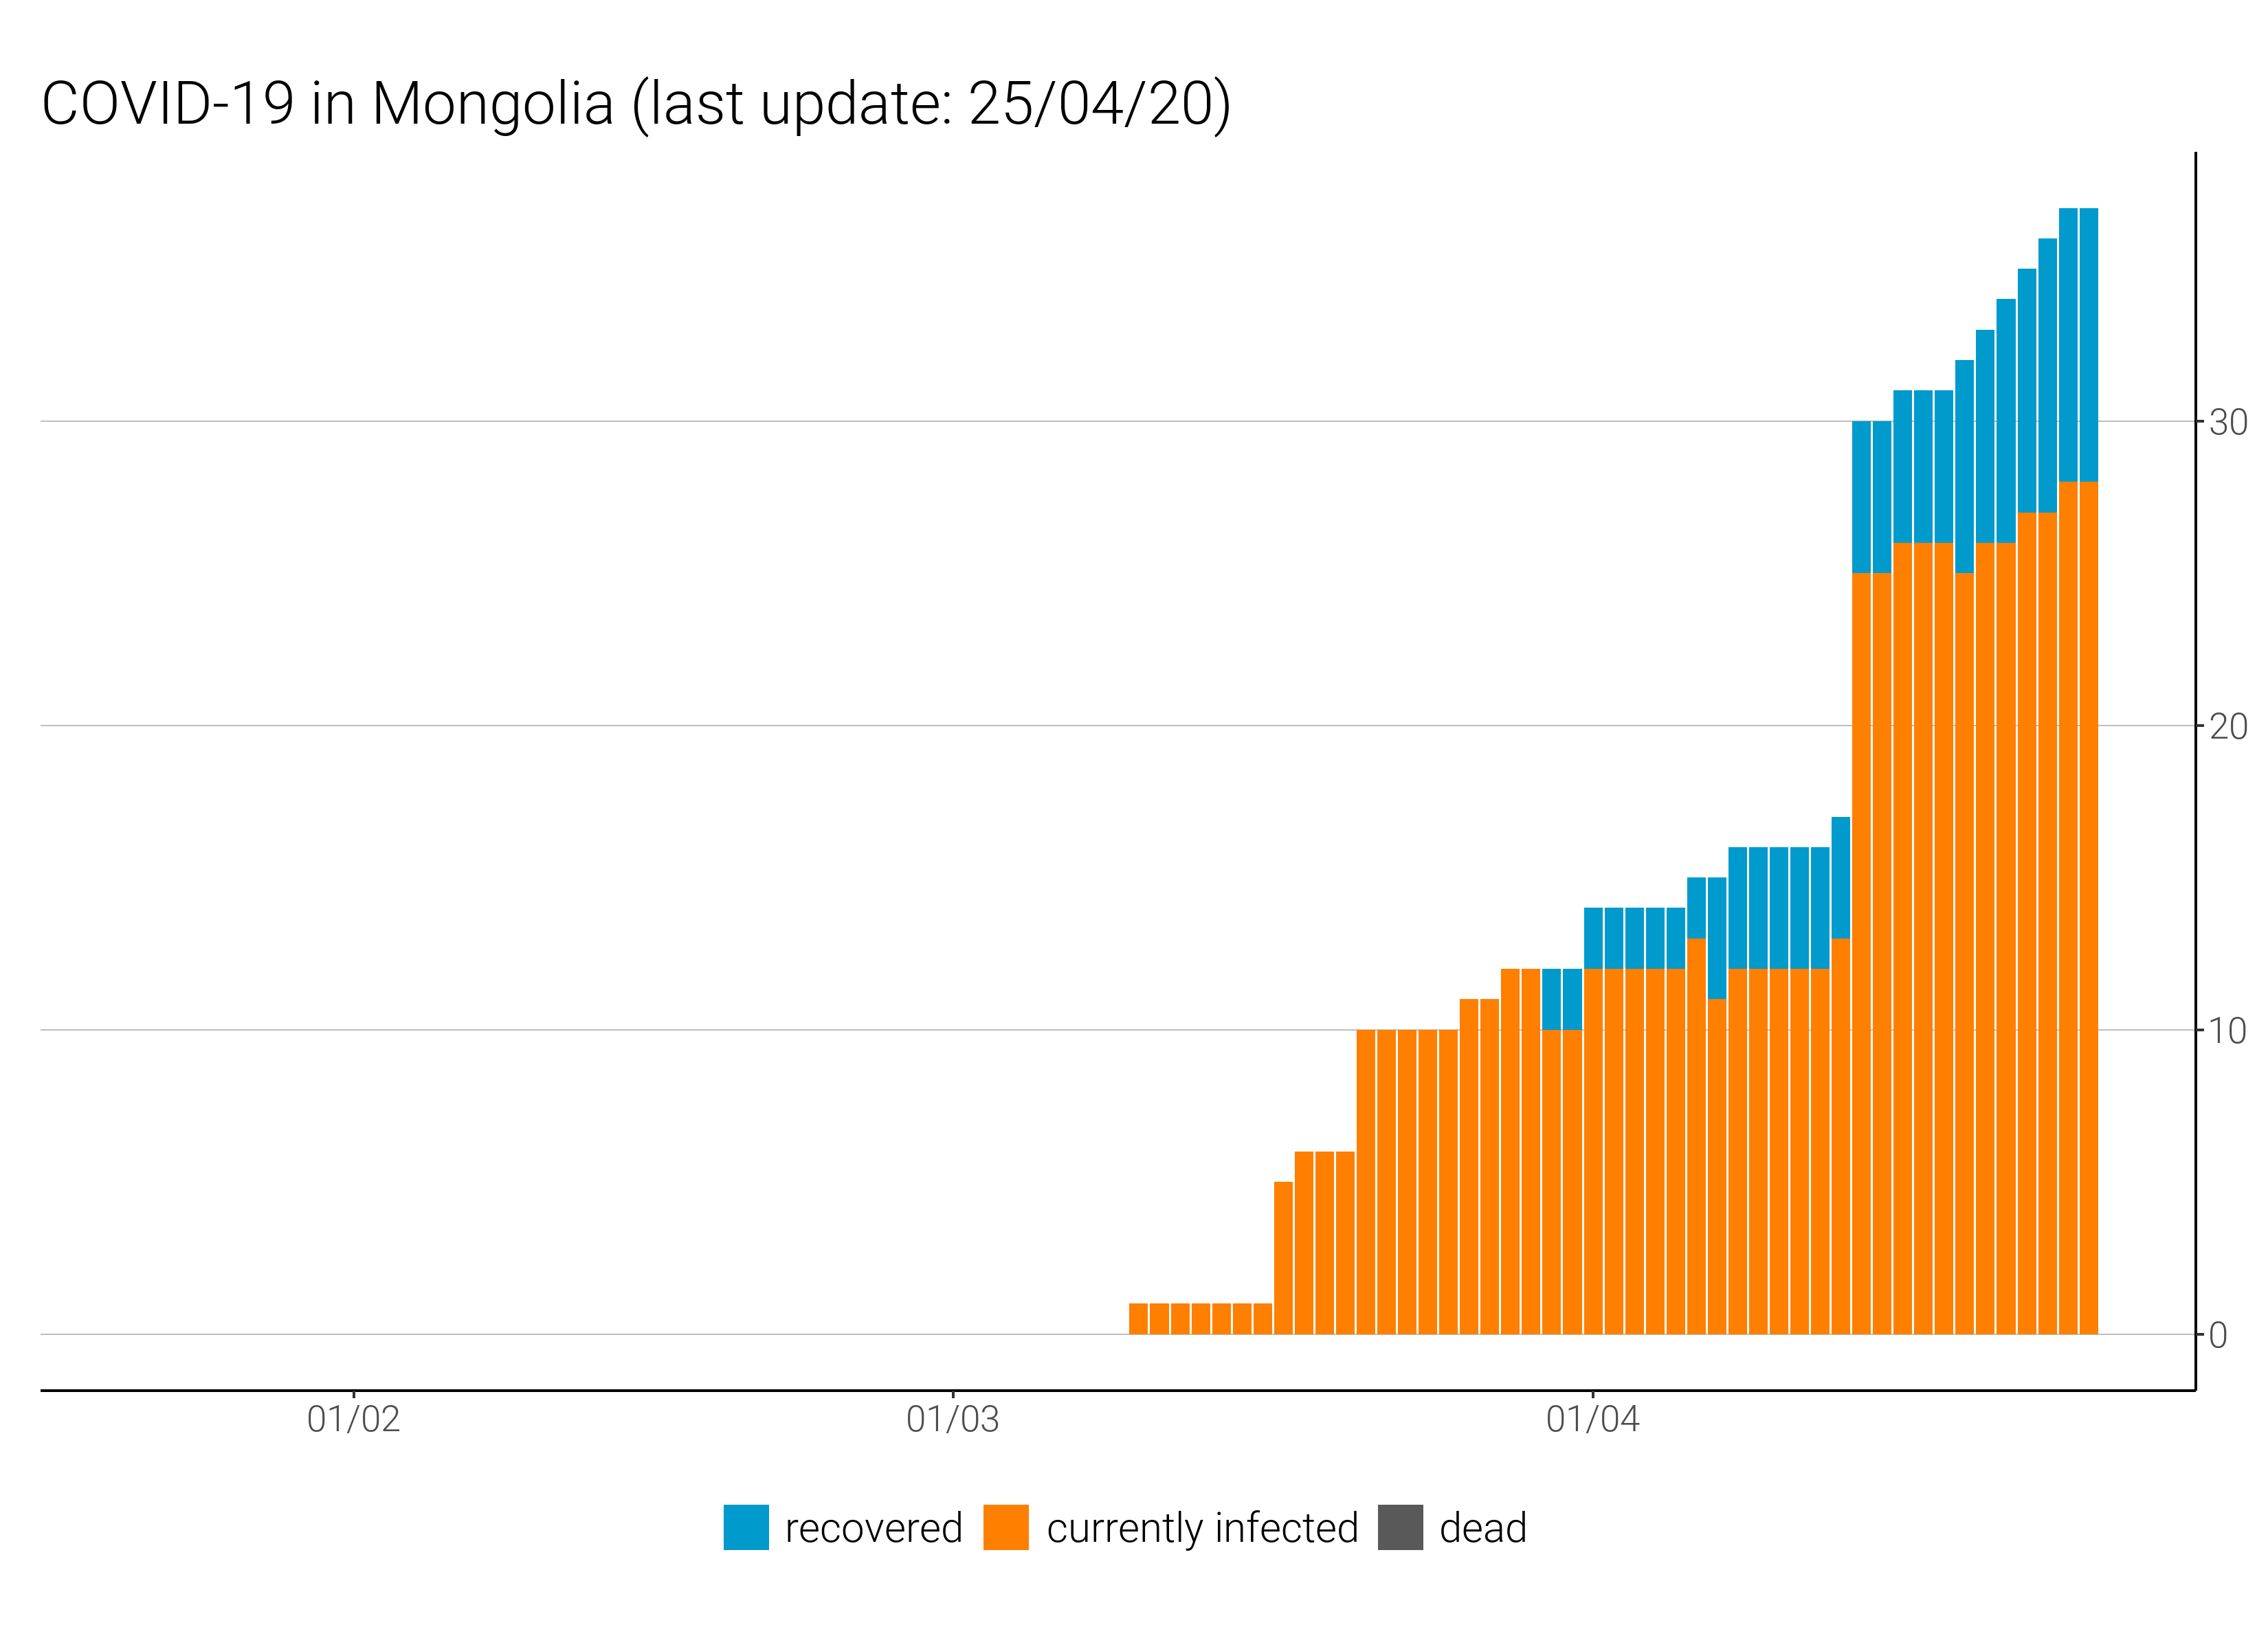 COVID-19 in Mongolia (last update: 25/04/20)
30
20
10
0
01/02 01/03 01/04
recovered currently infected dead